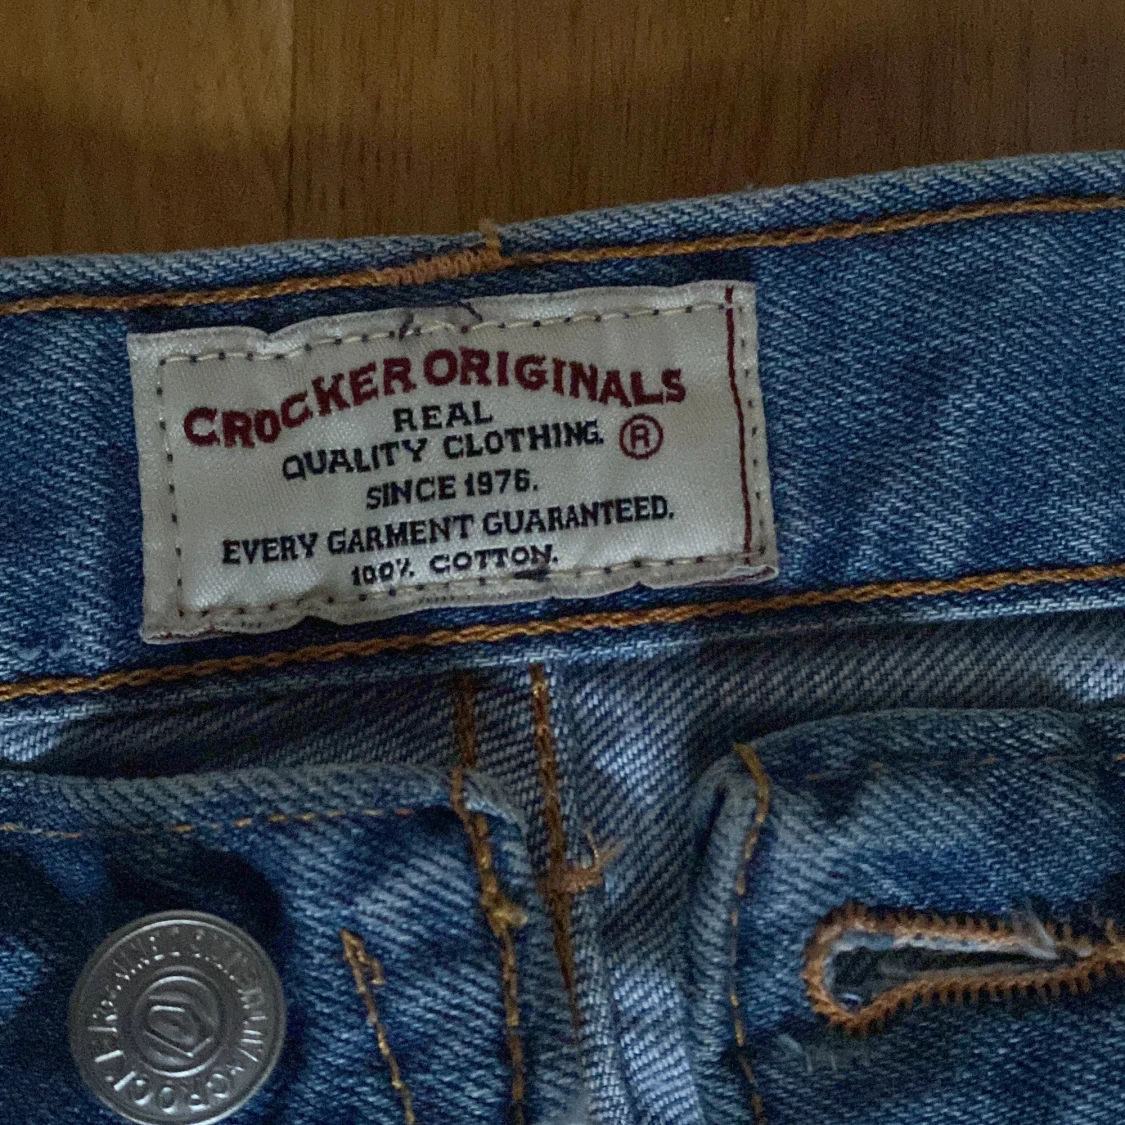 CROCKER ORIGINALS
REAL
QUALITY CLOTHING. ®
SINCE 1976.
EVERY GARMENT GUARANTEED.
100% COTTON.